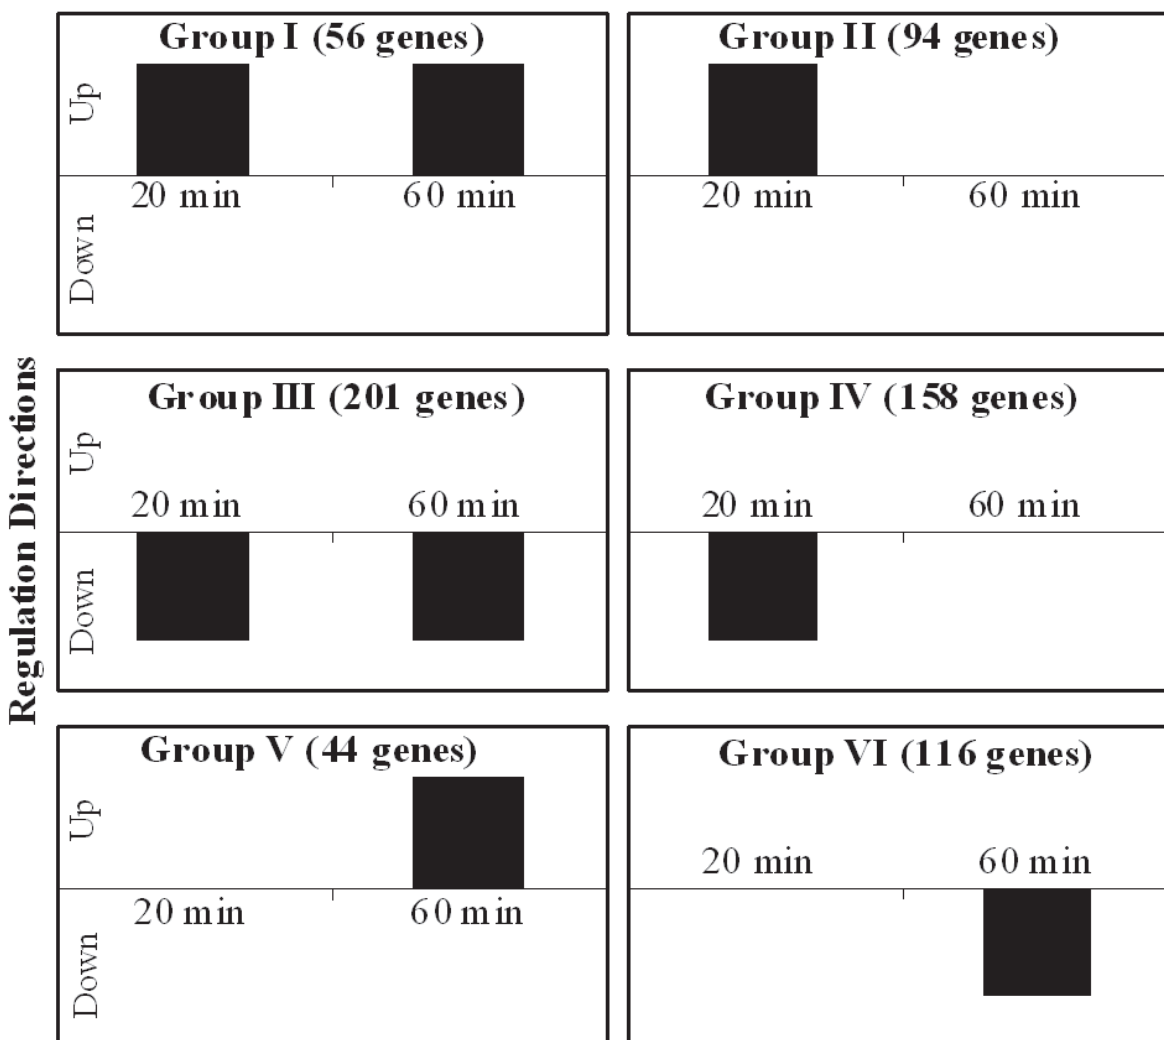 Regulation Directions
Group I (56 genes)
Up
20 min 60 min
Down
Group II (94 genes)
20 min 60 min
Group III (201 genes)
Up
20 min 60 min
Down
Group IV (158 genes)
20 min 60 min
Group V (44 genes)
Up
20 min 60 min
Down
Group VI (116 genes)
20 min 60 min